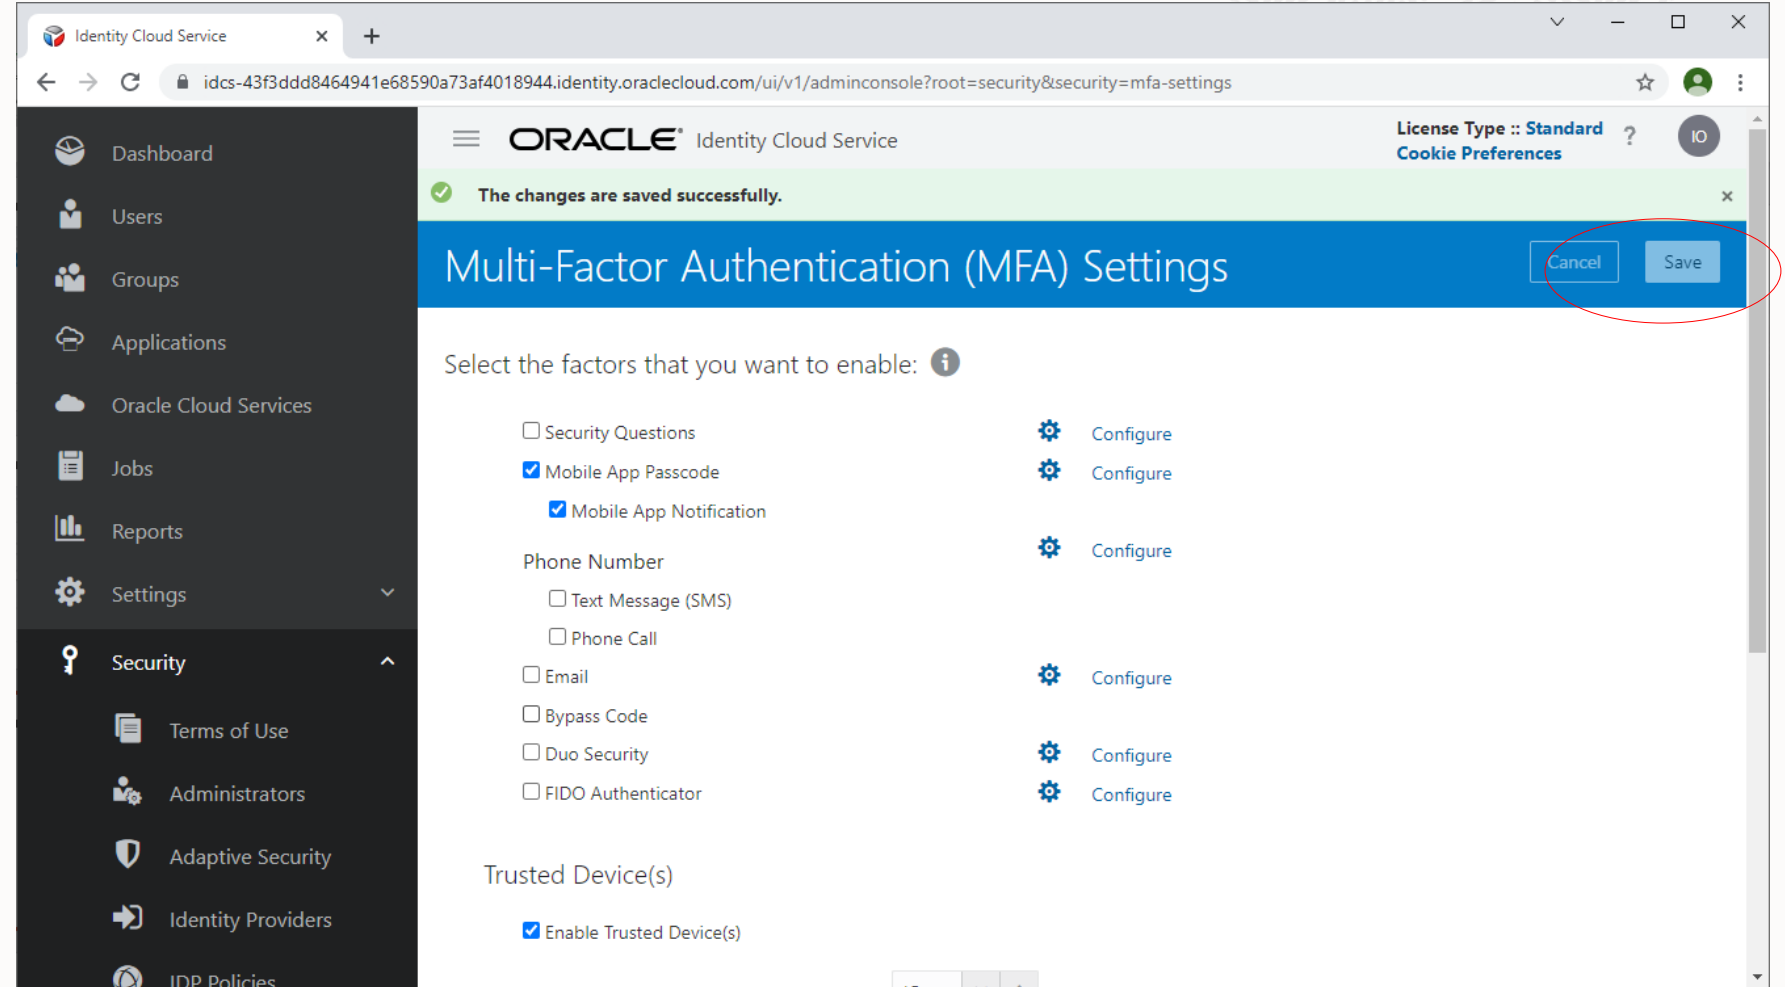 Identity Cloud Service
idcs-43f3ddd8464941e68590a73af4018944.identity.oraclecloud.com/ui/v1/adminconsole?root=security&security=mfa-settings
Dashboard
Users
Groups
Applications
Oracle Cloud Services
Jobs
Reports
Settings
Security
Terms of Use
Administrators
Adaptive Security
Identity Providers
IDP Policies
ORACLE® Identity Cloud Service
License Type :: Standard
Cookie Preferences
?
IO
The changes are saved successfully.
Multi-Factor Authentication (MFA) Settings
Cancel
Save
Select the factors that you want to enable:
Security Questions Configure
Mobile App Passcode Configure
Mobile App Notification
Phone Number Configure
Text Message (SMS)
Phone Call
Email Configure
Bypass Code
Duo Security Configure
FIDO Authenticator Configure
Trusted Device(s)
Enable Trusted Device(s)